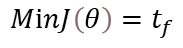 MinJ(θ) = t_f